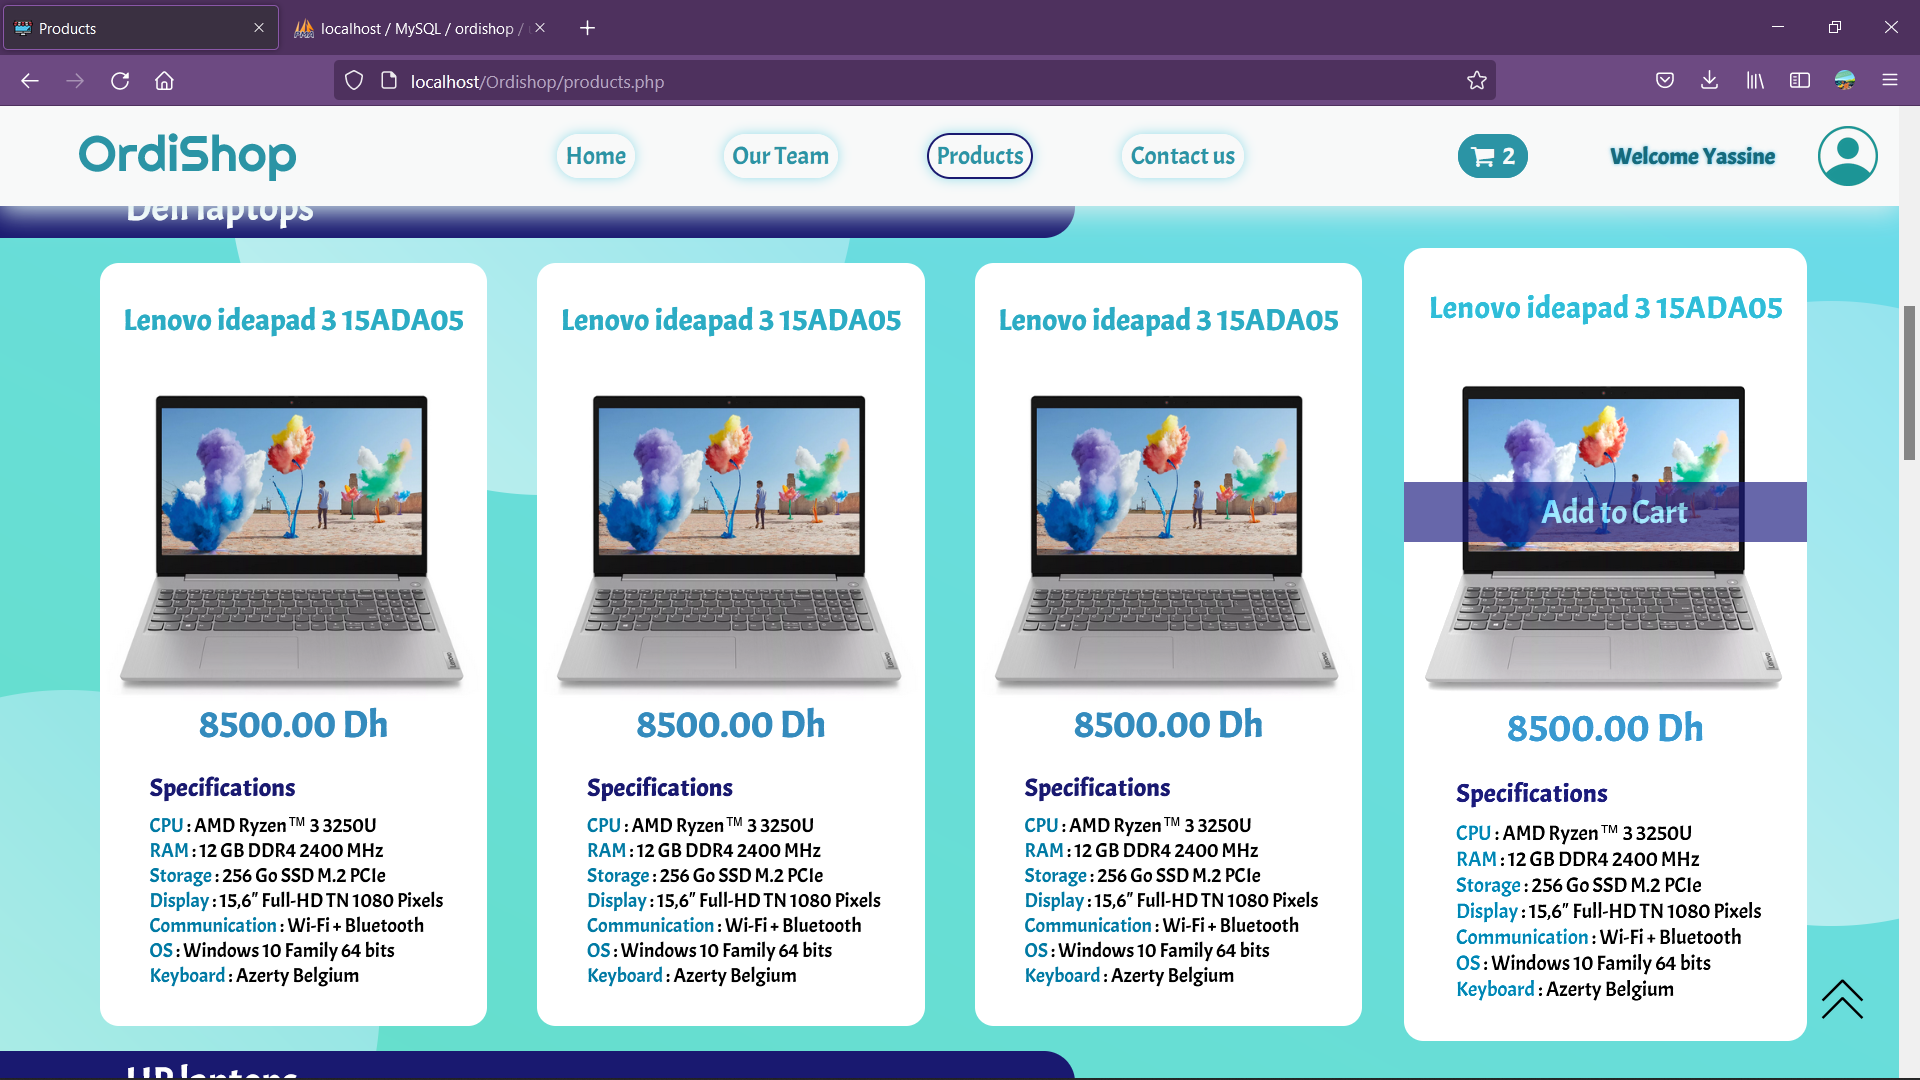 Products
localhost / MySQL / ordishop /
localhost/Ordishop/products.php
OrdiShop
Home
Our Team
Products
Contact us
2
Welcome Yassine
Dell laptops
Lenovo ideapad 3 15ADA05
8500.00 Dh
Specifications
CPU : AMD Ryzen™ 3 3250U
RAM : 12 GB DDR4 2400 MHz
Storage : 256 Go SSD M.2 PCIe
Display : 15,6" Full-HD TN 1080 Pixels
Communication : Wi-Fi + Bluetooth
OS : Windows 10 Family 64 bits
Keyboard : Azerty Belgium
Lenovo ideapad 3 15ADA05
8500.00 Dh
Specifications
CPU : AMD Ryzen™ 3 3250U
RAM : 12 GB DDR4 2400 MHz
Storage : 256 Go SSD M.2 PCIe
Display : 15,6" Full-HD TN 1080 Pixels
Communication : Wi-Fi + Bluetooth
OS : Windows 10 Family 64 bits
Keyboard : Azerty Belgium
Lenovo ideapad 3 15ADA05
8500.00 Dh
Specifications
CPU : AMD Ryzen™ 3 3250U
RAM : 12 GB DDR4 2400 MHz
Storage : 256 Go SSD M.2 PCIe
Display : 15,6" Full-HD TN 1080 Pixels
Communication : Wi-Fi + Bluetooth
OS : Windows 10 Family 64 bits
Keyboard : Azerty Belgium
Lenovo ideapad 3 15ADA05
Add to Cart
8500.00 Dh
Specifications
CPU : AMD Ryzen™ 3 3250U
RAM : 12 GB DDR4 2400 MHz
Storage : 256 Go SSD M.2 PCIe
Display : 15,6" Full-HD TN 1080 Pixels
Communication : Wi-Fi + Bluetooth
OS : Windows 10 Family 64 bits
Keyboard : Azerty Belgium
HP laptops